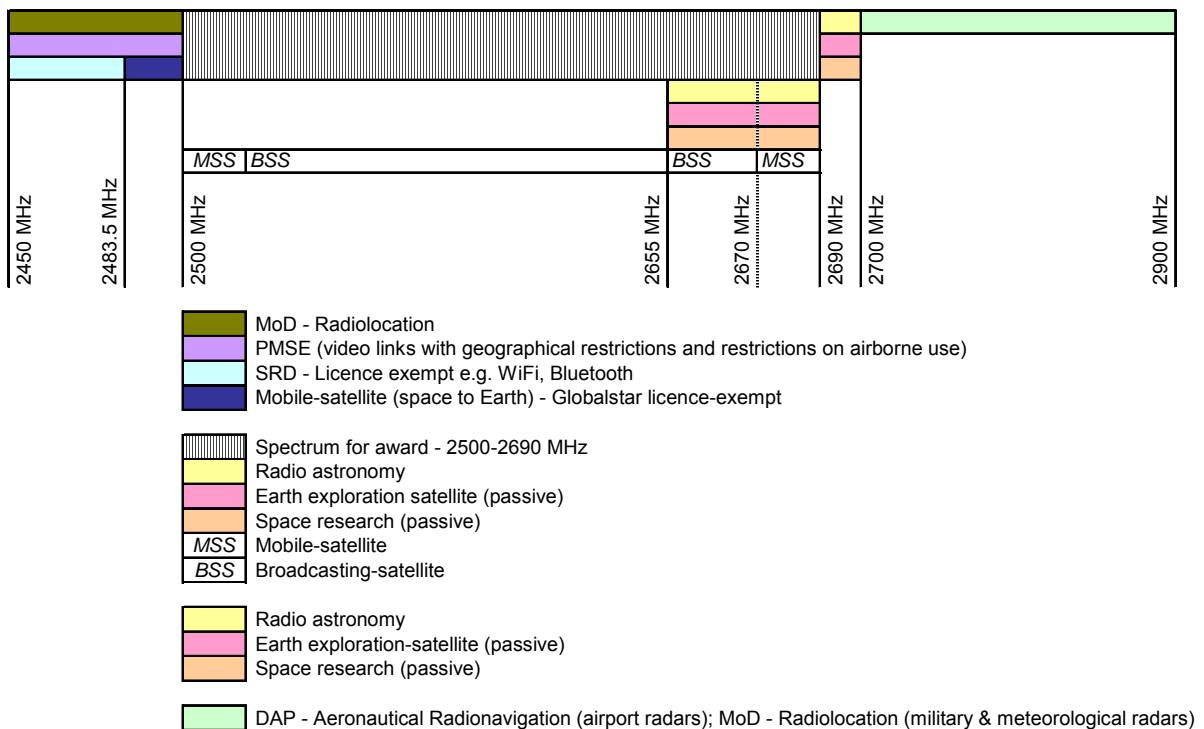 MSS BSS BSS MSS
2450 MHz
2483.5 MHz
2500 MHz
2655 MHz
2670 MHz
2690 MHz
2700 MHz
2900 MHz
MoD - Radiolocation
PMSE (video links with geographical restrictions and restrictions on airborne use)
SRD - Licence exempt e.g. WiFi, Bluetooth
Mobile-satellite (space to Earth) - Globalstar licence-exempt
Spectrum for award - 2500-2690 MHz
Radio astronomy
Earth exploration satellite (passive)
Space research (passive)
MSS Mobile-satellite
BSS Broadcasting-satellite
Radio astronomy
Earth exploration-satellite (passive)
Space research (passive)
DAP - Aeronautical Radionavigation (airport radars); MoD - Radiolocation (military & meteorological radars)